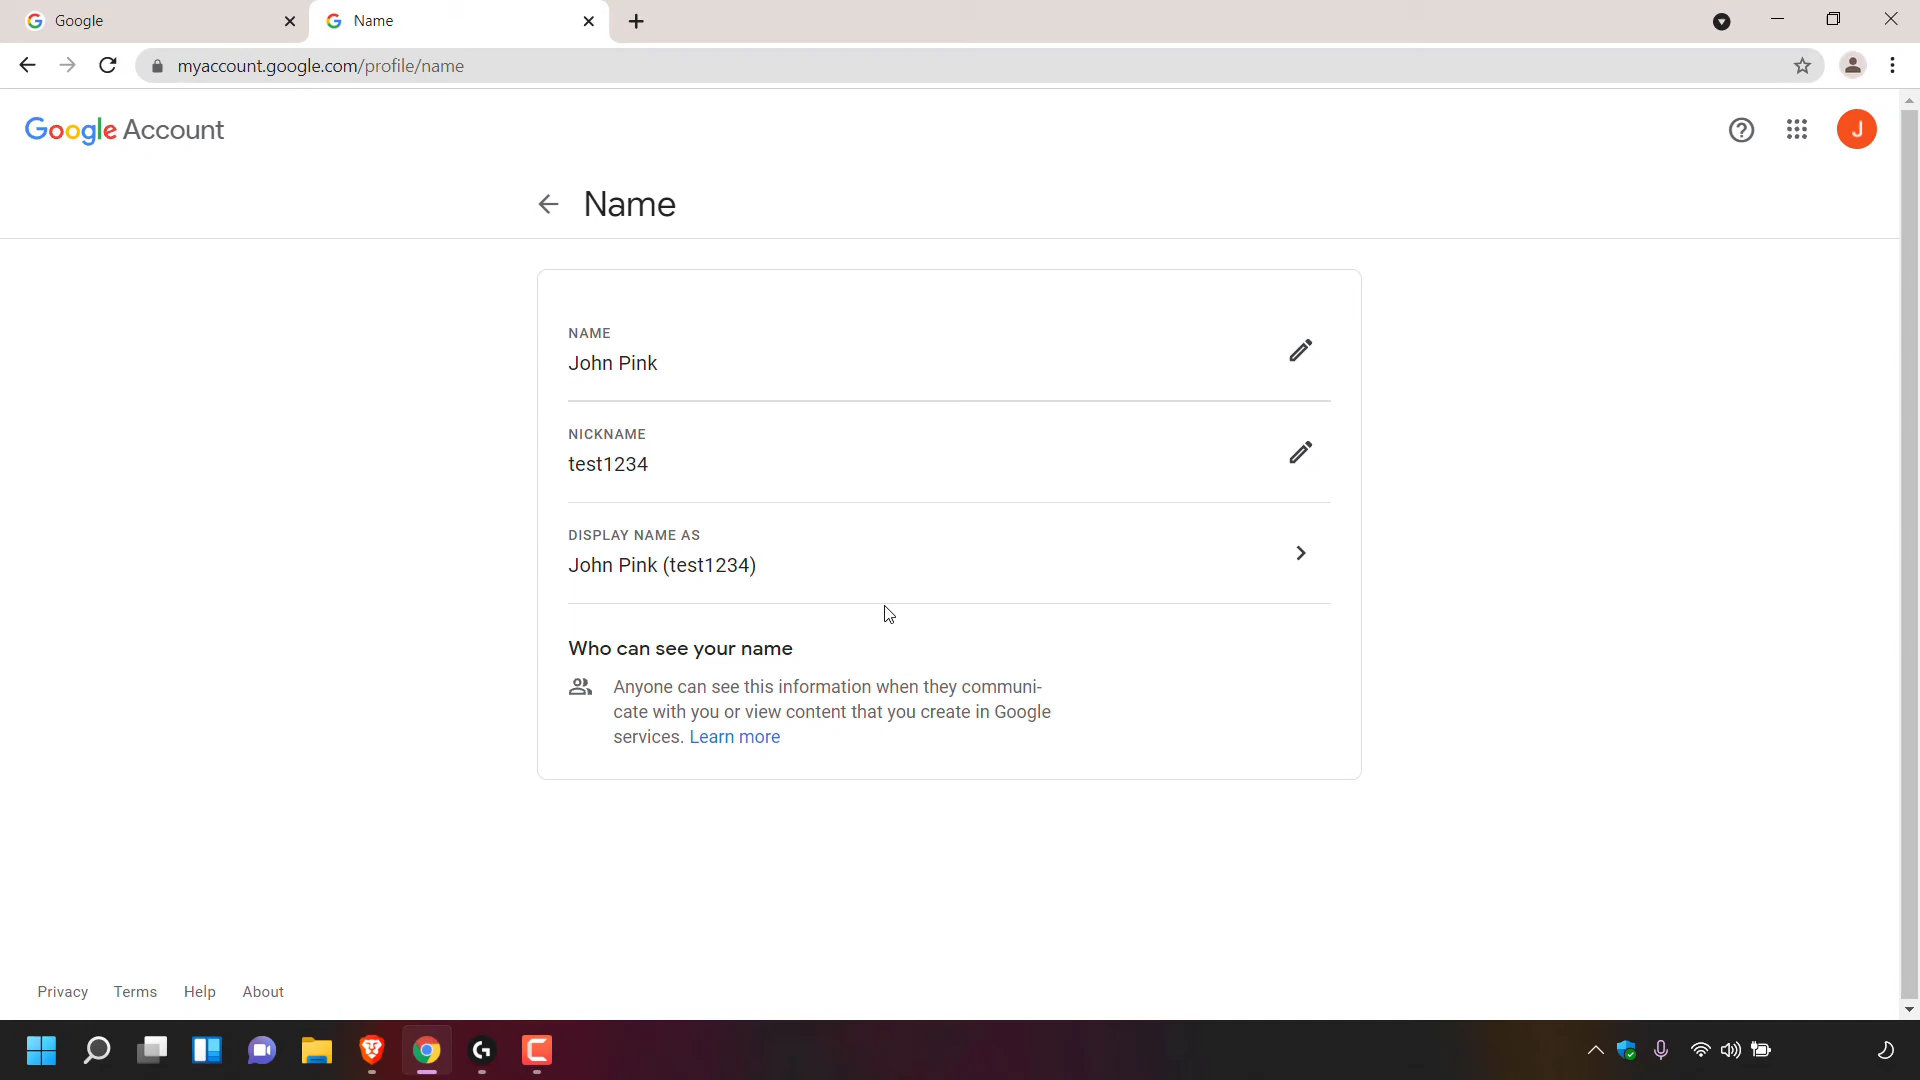 Google
Name
myaccount.google.com/profile/name
Google Account
J
Name
NAME
John Pink
NICKNAME
test1234
DISPLAY NAME AS
John Pink (test1234)
Who can see your name
Anyone can see this information when they communi-
cate with you or view content that you create in Google
services. Learn more
Privacy Terms Help About